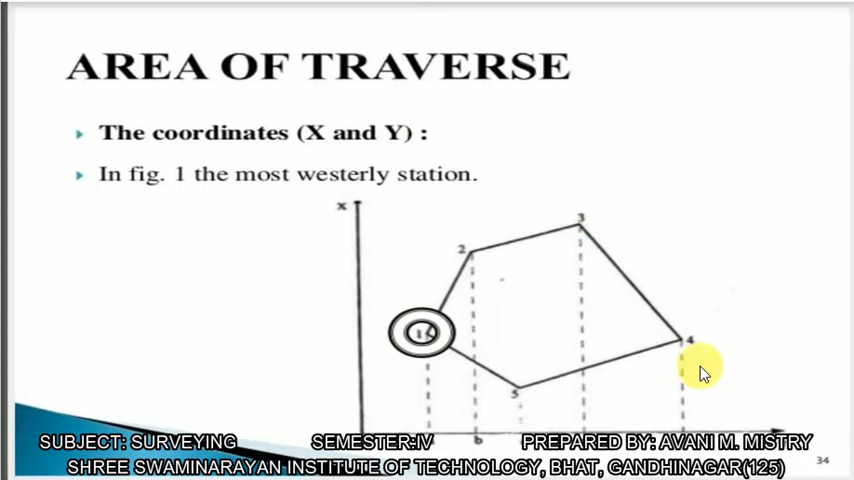 AREA OF TRAVERSE
The coordinates (X and Y) :
In fig. 1 the most westerly station.
x
3
2
1
4
5
b
SUBJECT: SURVEYING SEMESTER:IV PREPARED BY: AVANI M. MISTRY
SHREE SWAMINARAYAN INSTITUTE OF TECHNOLOGY, BHAT, GANDHINAGAR(125)
34